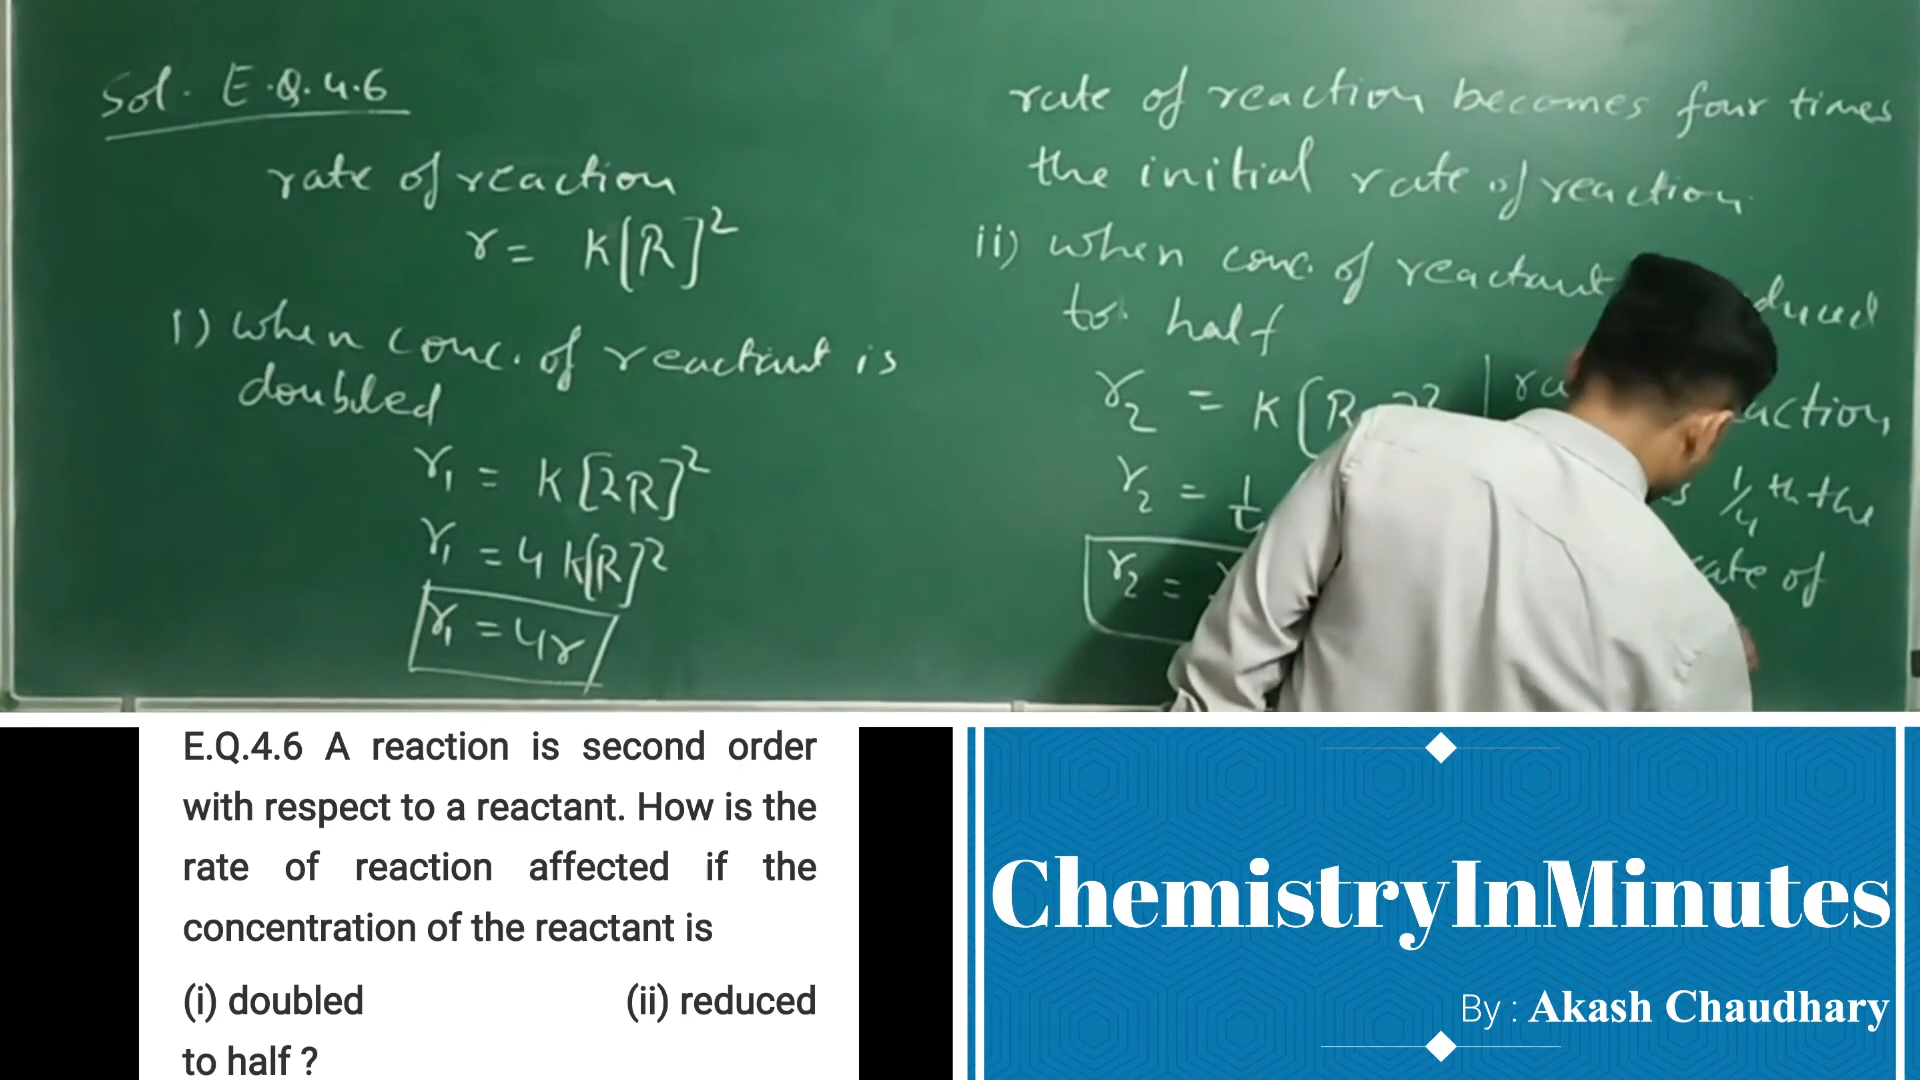 Sol. E.Q.4.6
rate of reaction
r = K[R]²
i) when conc. of reactant is
doubled
r₁ = K[2R]²
r₁ = 4 K[R]²
r₁ = 4r
rate of reaction becomes four times
the initial rate of reaction
ii) when conc. of reactant
to half
r₂ = K[R
r₂ =
r₂ =
1/4 th the
rate of
E.Q.4.6 A reaction is second order
with respect to a reactant. How is the
rate of reaction affected if the
concentration of the reactant is
(i) doubled (ii) reduced
to half ?
ChemistryInMinutes
By : Akash Chaudhary